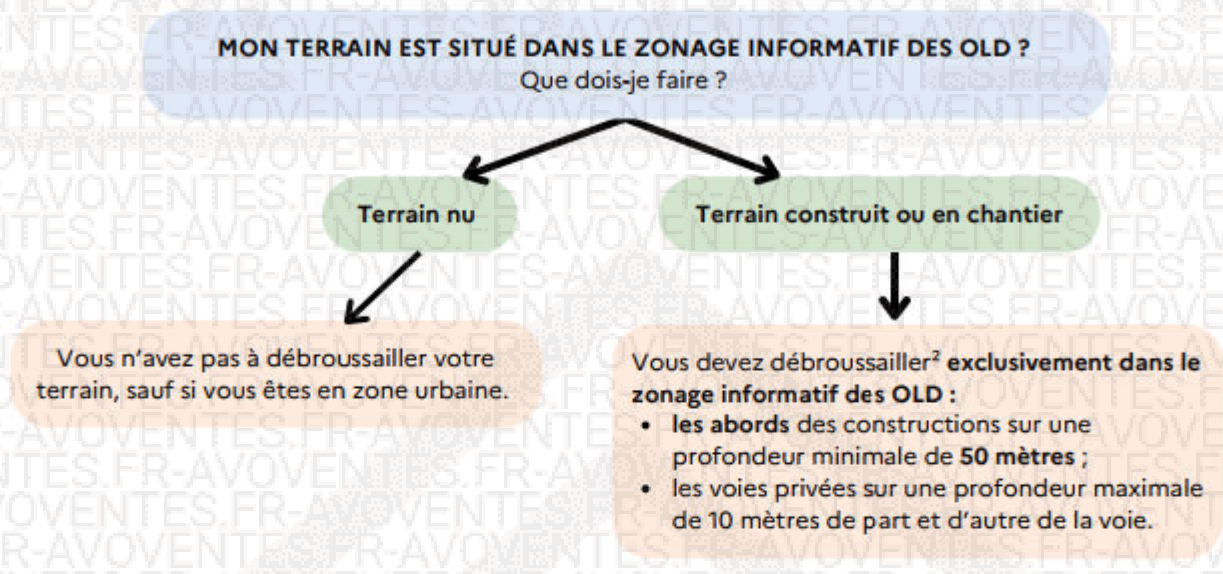 MON TERRAIN EST SITUÉ DANS LE ZONAGE INFORMATIF DES OLD ?
Que dois-je faire ?
Terrain nu
Terrain construit ou en chantier
Vous n'avez pas à débroussailler votre
terrain, sauf si vous êtes en zone urbaine.
Vous devez débroussailler² exclusivement dans le
zonage informatif des OLD :
• les abords des constructions sur une
profondeur minimale de 50 mètres ;
• les voies privées sur une profondeur maximale
de 10 mètres de part et d'autre de la voie.